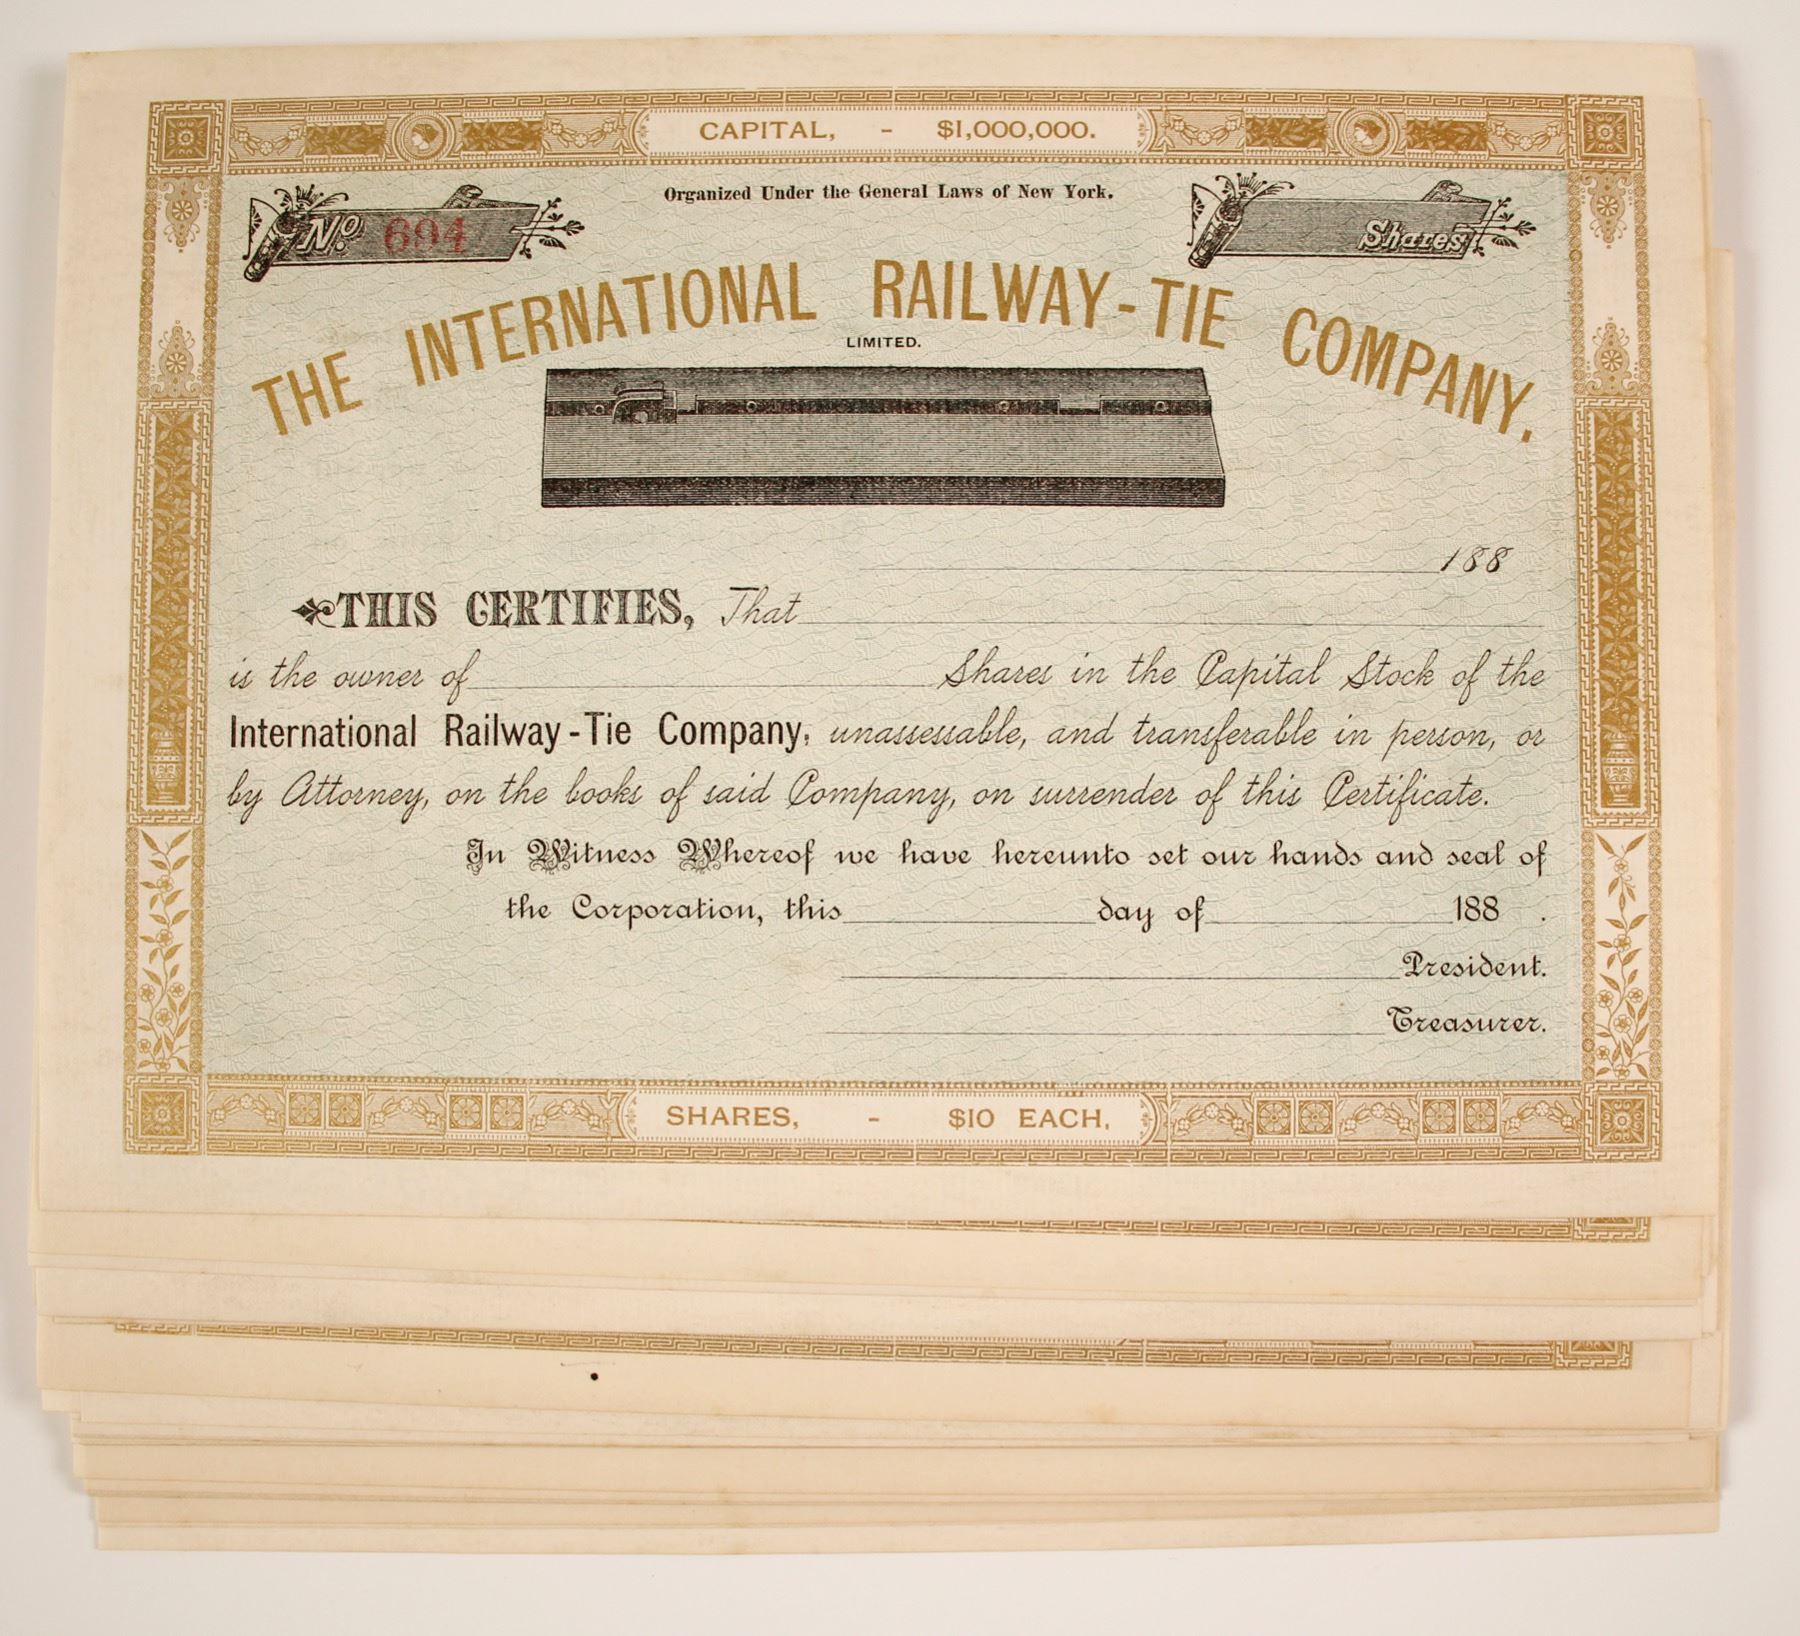 CAPITAL, - $1,000,000.
Organized Under the General Laws of New York.
No. 694
Shares
THE INTERNATIONAL RAILWAY-TIE COMPANY.
LIMITED.
188
THIS CERTIFIES, That
is the owner of Shares in the Capital Stock of the
International Railway-Tie Company, unassessable, and transferable in person, or
by Attorney, on the books of said Company, on surrender of this Certificate.
In Witness Whereof we have hereunto set our hands and seal of
the Corporation, this day of 188 .
President.
Treasurer.
SHARES, - $10 EACH,